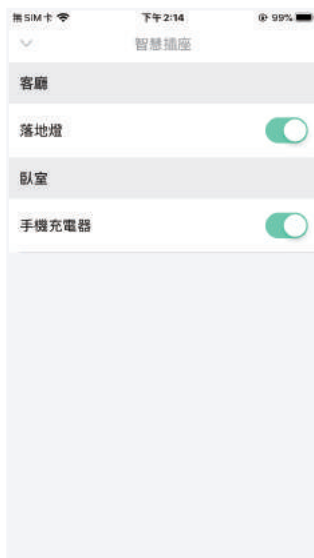 無SIM卡 下午2:14 99%
智慧插座
客廳
落地燈
臥室
手機充電器